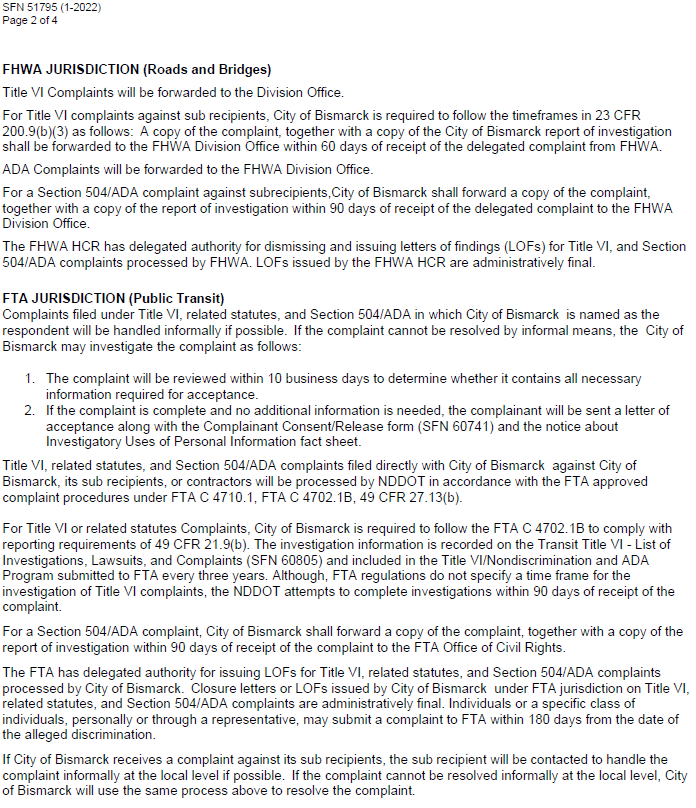 SFN 51795 (1-2022)
Page 2 of 4
FHWA JURISDICTION (Roads and Bridges)
Title VI Complaints will be forwarded to the Division Office.
For Title VI complaints against sub recipients, City of Bismarck is required to follow the timeframes in 23 CFR
200.9(b)(3) as follows:  A copy of the complaint, together with a copy of the City of Bismarck report of investigation
shall be forwarded to the FHWA Division Office within 60 days of receipt of the delegated complaint from FHWA.
ADA Complaints will be forwarded to the FHWA Division Office.
For a Section 504/ADA complaint against subrecipients,City of Bismarck shall forward a copy of the complaint,
together with a copy of the report of investigation within 90 days of receipt of the delegated complaint to the FHWA
Division Office.
The FHWA HCR has delegated authority for dismissing and issuing letters of findings (LOFs) for Title VI, and Section
504/ADA complaints processed by FHWA. LOFs issued by the FHWA HCR are administratively final.
FTA JURISDICTION (Public Transit)
Complaints filed under Title VI, related statutes, and Section 504/ADA in which City of Bismarck  is named as the
respondent will be handled informally if possible.  If the complaint cannot be resolved by informal means, the  City of
Bismarck may investigate the complaint as follows:
1.  The complaint will be reviewed within 10 business days to determine whether it contains all necessary
information required for acceptance.
2.  If the complaint is complete and no additional information is needed, the complainant will be sent a letter of
acceptance along with the Complainant Consent/Release form (SFN 60741) and the notice about
Investigatory Uses of Personal Information fact sheet.
Title VI, related statutes, and Section 504/ADA complaints filed directly with City of Bismarck  against City of
Bismarck, its sub recipients, or contractors will be processed by NDDOT in accordance with the FTA approved
complaint procedures under FTA C 4710.1, FTA C 4702.1B, 49 CFR 27.13(b).
For Title VI or related statutes Complaints, City of Bismarck is required to follow the FTA C 4702.1B to comply with
reporting requirements of 49 CFR 21.9(b). The investigation information is recorded on the Transit Title VI - List of
Investigations, Lawsuits, and Complaints (SFN 60805) and included in the Title VI/Nondiscrimination and ADA
Program submitted to FTA every three years. Although, FTA regulations do not specify a time frame for the
investigation of Title VI complaints, the NDDOT attempts to complete investigations within 90 days of receipt of the
complaint.
For a Section 504/ADA complaint, City of Bismarck shall forward a copy of the complaint, together with a copy of the
report of investigation within 90 days of receipt of the complaint to the FTA Office of Civil Rights.
The FTA has delegated authority for issuing LOFs for Title VI, related statutes, and Section 504/ADA complaints
processed by City of Bismarck.  Closure letters or LOFs issued by City of Bismarck  under FTA jurisdiction on Title VI,
related statutes, and Section 504/ADA complaints are administratively final. Individuals or a specific class of
individuals, personally or through a representative, may submit a complaint to FTA within 180 days from the date of
the alleged discrimination.
If City of Bismarck receives a complaint against its sub recipients, the sub recipient will be contacted to handle the
complaint informally at the local level if possible.  If the complaint cannot be resolved informally at the local level, City
of Bismarck will use the same process above to resolve the complaint.